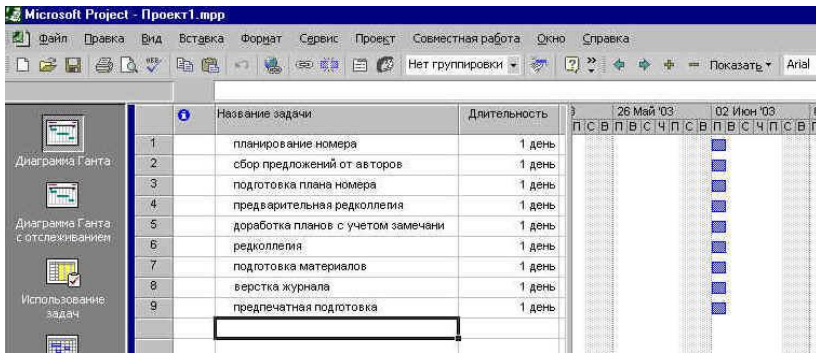 Microsoft Project - Проект1.mpp
Файл Правка Вид Вставка Формат Сервис Проект Совместная работа Окно Справка
Нет группировки Показать Arial
Название задачи Длительность 26 Май '03 02 Июн '03
П С В П В С Ч П С В П В С Ч П С В
Диаграмма Ганта
Диаграмма Ганта
с отслеживанием
Использование
задач
1 планирование номера 1 день
2 сбор предложений от авторов 1 день
3 подготовка плана номера 1 день
4 предварительная редколлегия 1 день
5 доработка планов с учетом замечани 1 день
6 редколлегия 1 день
7 подготовка материалов 1 день
8 верстка журнала 1 день
9 предпечатная подготовка 1 день